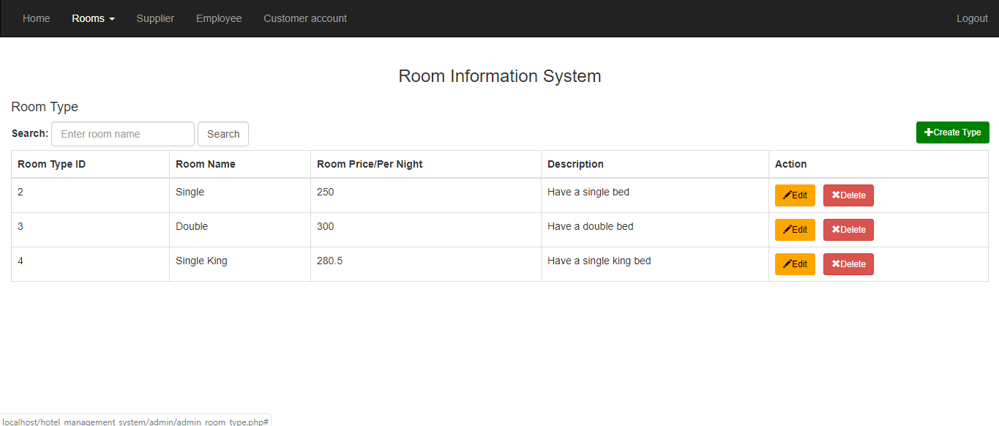 Home Rooms Supplier Employee Customer account Logout
Room Information System
Room Type
Search: Enter room name Search Create Type
Room Type ID Room Name Room Price/Per Night Description Action
2 Single 250 Have a single bed Edit Delete
3 Double 300 Have a double bed Edit Delete
4 Single King 280.5 Have a single king bed Edit Delete
localhost/hotel_management_system/admin/admin_room_type.php#